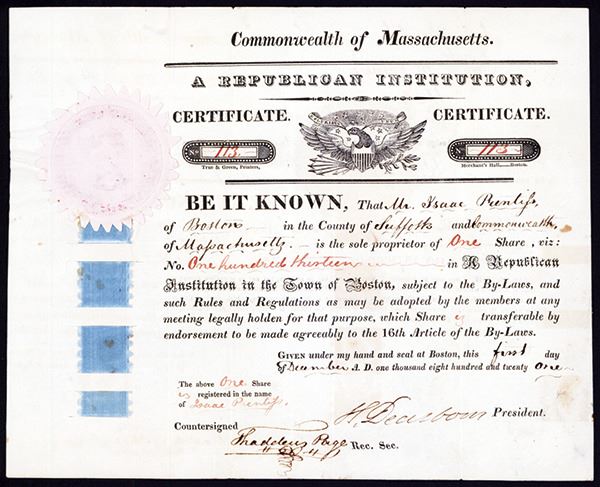 Commonwealth of Massachusetts.
A REPUBLICAN INSTITUTION,
CERTIFICATE. CERTIFICATE.
No. 113. No. 113.
True & Green, Printers, Merchant's Hall, Boston.
BE IT KNOWN, That Mr. Isaac Prentiss,
of Boston in the County of Suffolk and Commonwealth
of Massachusetts. is the sole proprietor of One Share, viz:
No. One hundred thirteen in A Republican
Institution in the Town of Boston, subject to the By-Laws, and
such Rules and Regulations as may be adopted by the members at any
meeting legally holden for that purpose, which Share is transferable by
endorsement to be made agreeably to the 16th Article of the By-Laws.
GIVEN under my hand and seal at Boston, this first day
of December A. D. one thousand eight hundred and twenty One
The above One Share
is registered in the name
of Isaac Prentiss.
H. Dearborn President.
Countersigned
Thaddeus Page Rec. Sec.